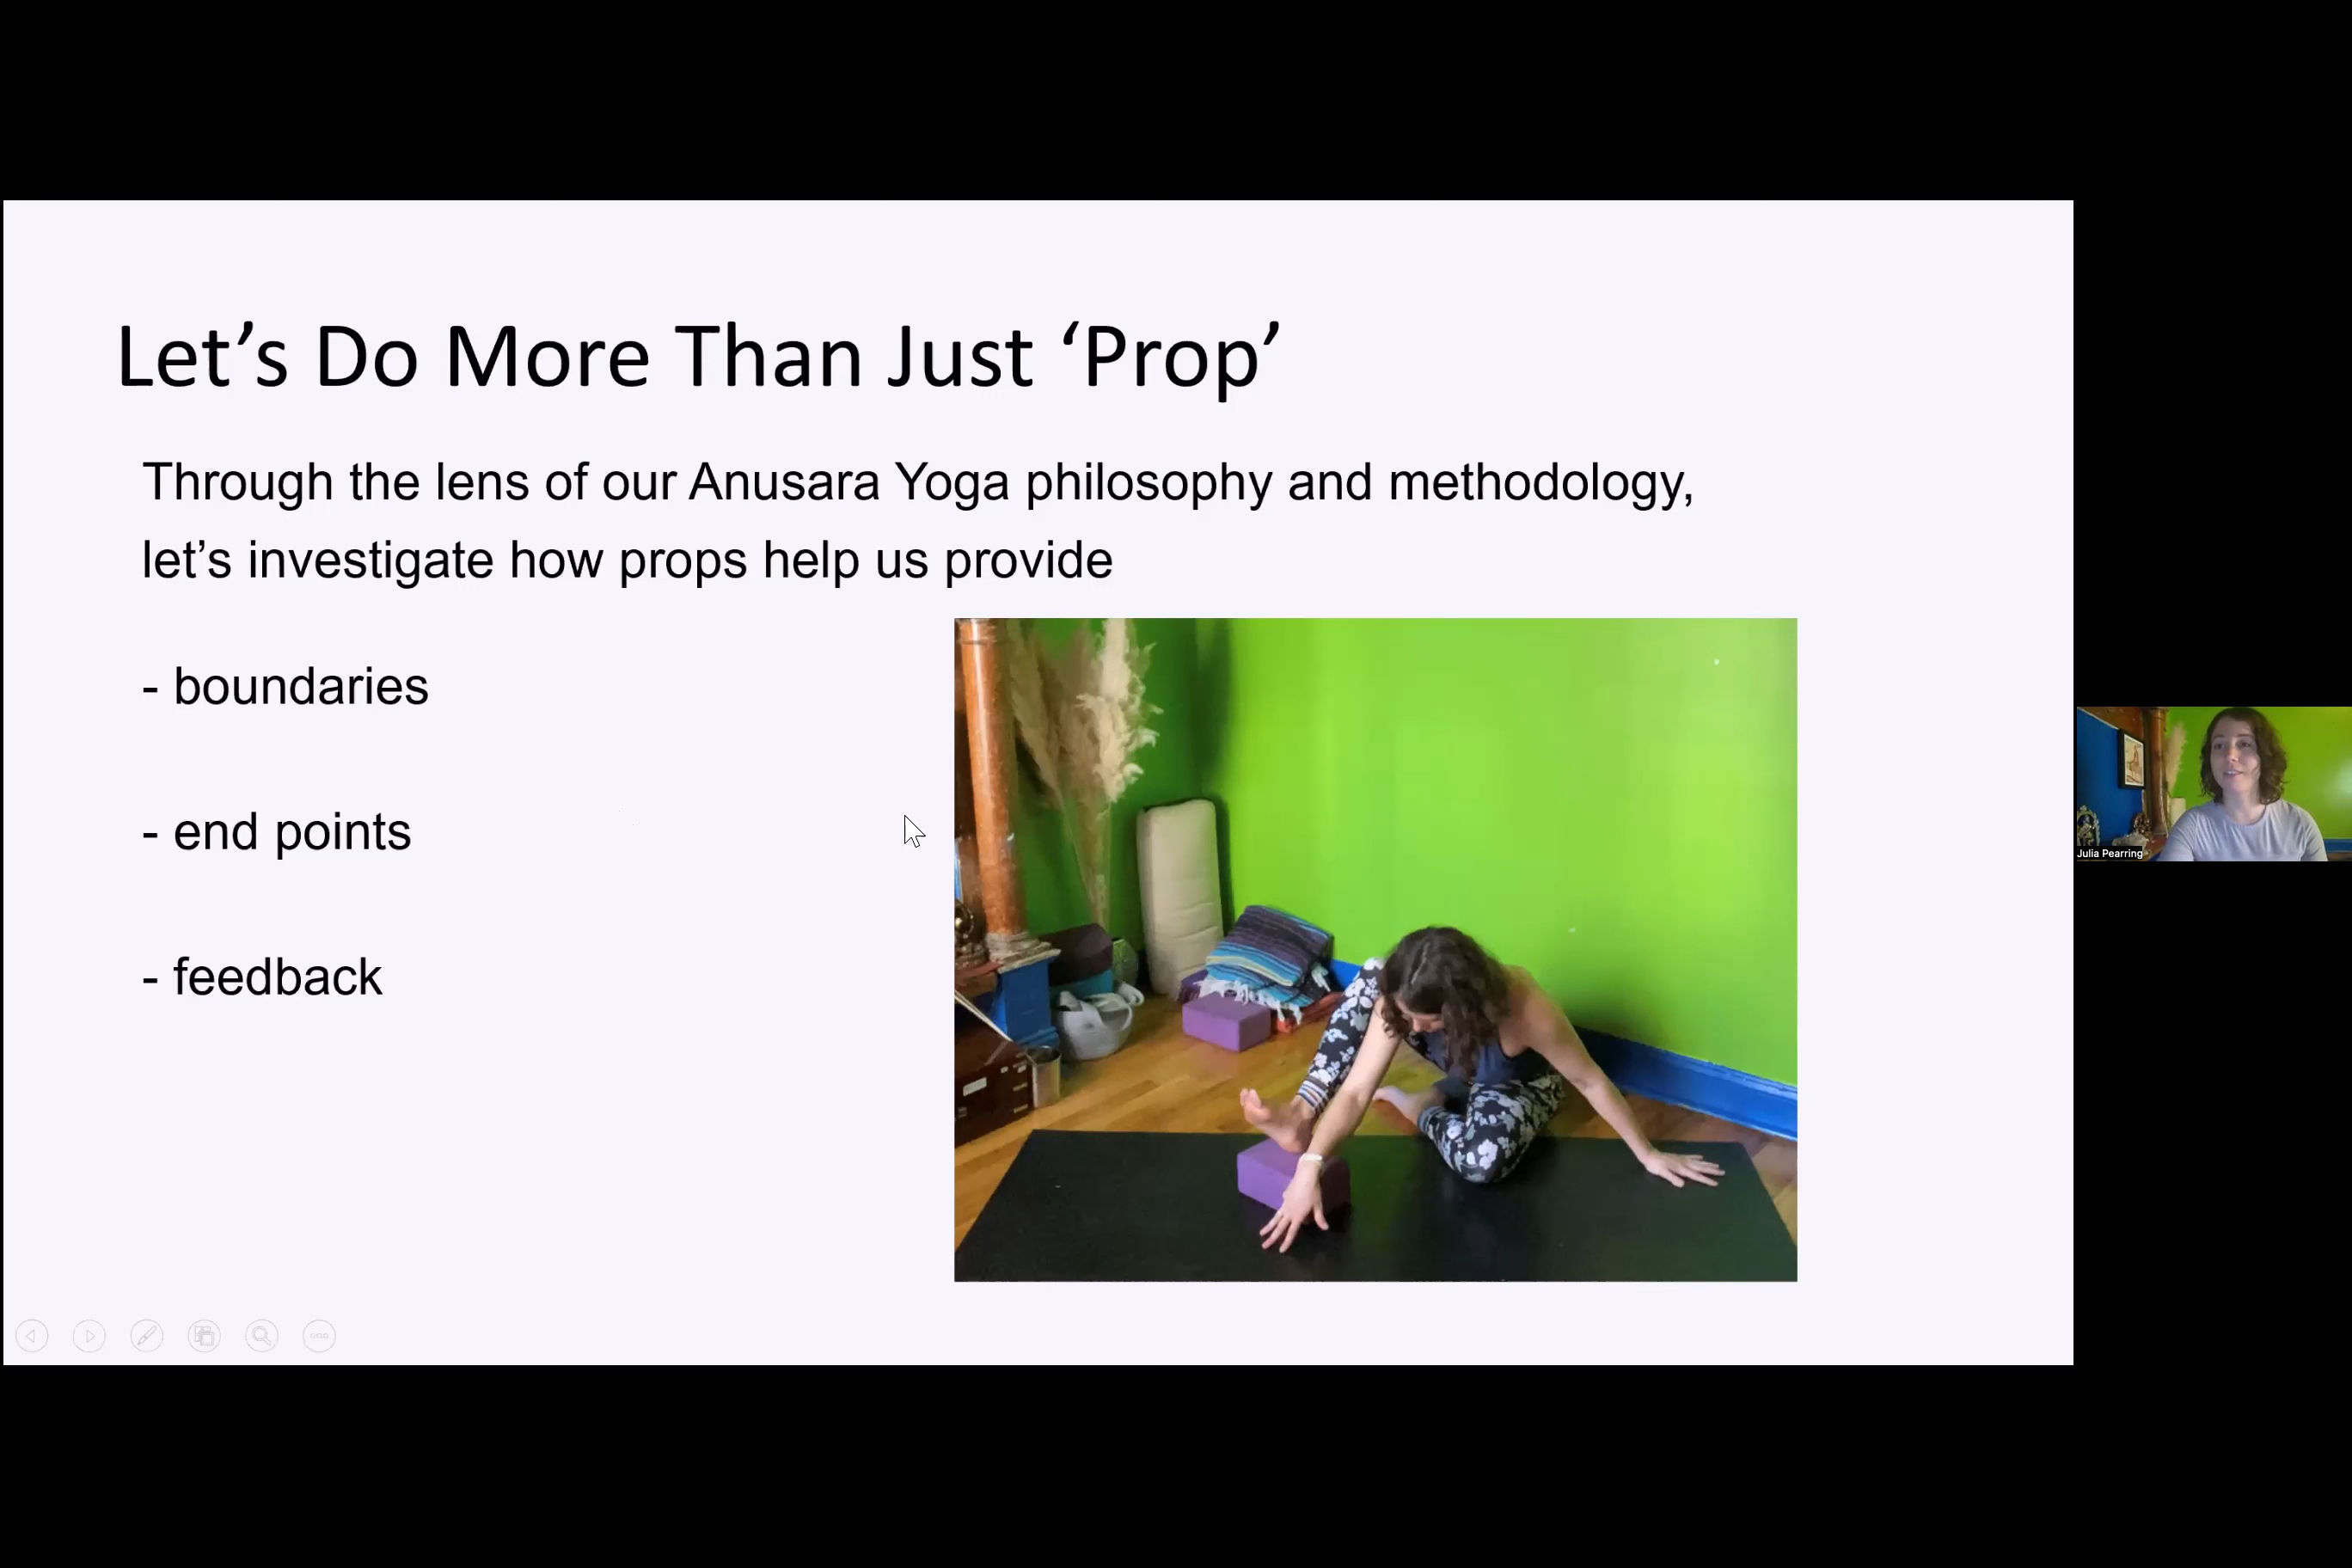 Let’s Do More Than Just ‘Prop’
Through the lens of our Anusara Yoga philosophy and methodology,
let’s investigate how props help us provide
- boundaries
- end points
- feedback
Julia Pearring